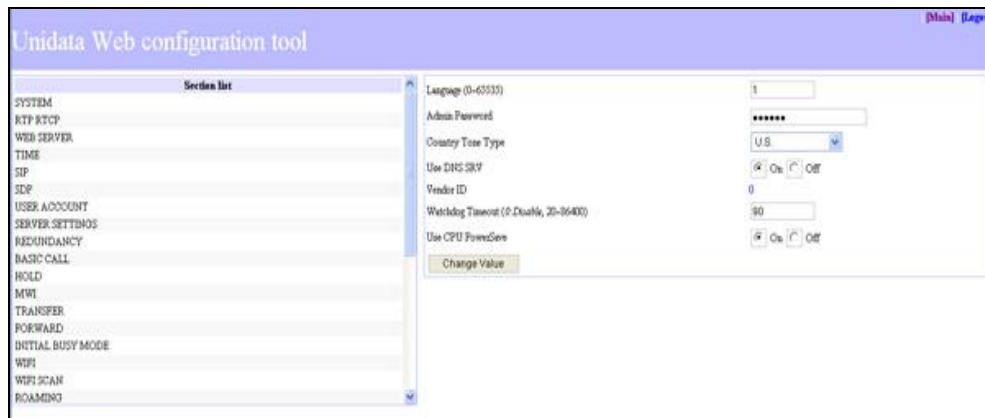 [Main] [Logo
Unidata Web configuration tool
Section list
SYSTEM
RTP RTCP
WEB SERVER
TIME
SIP
SDP
USER ACCOUNT
SERVER SETTINGS
REDUNDANCY
BASIC CALL
HOLD
MWI
TRANSFER
FORWARD
INITIAL BUSY MODE
WIFI
WIFI SCAN
ROAMING
Language (0~65535) 1
Admin Password ●●●●●●
Country Tone Type U.S.
Use DNS SRV On Off
Vendor ID 0
Watchdog Timeout (0:Disable, 20~86400) 90
Use CPU PowerSave On Off
Change Value